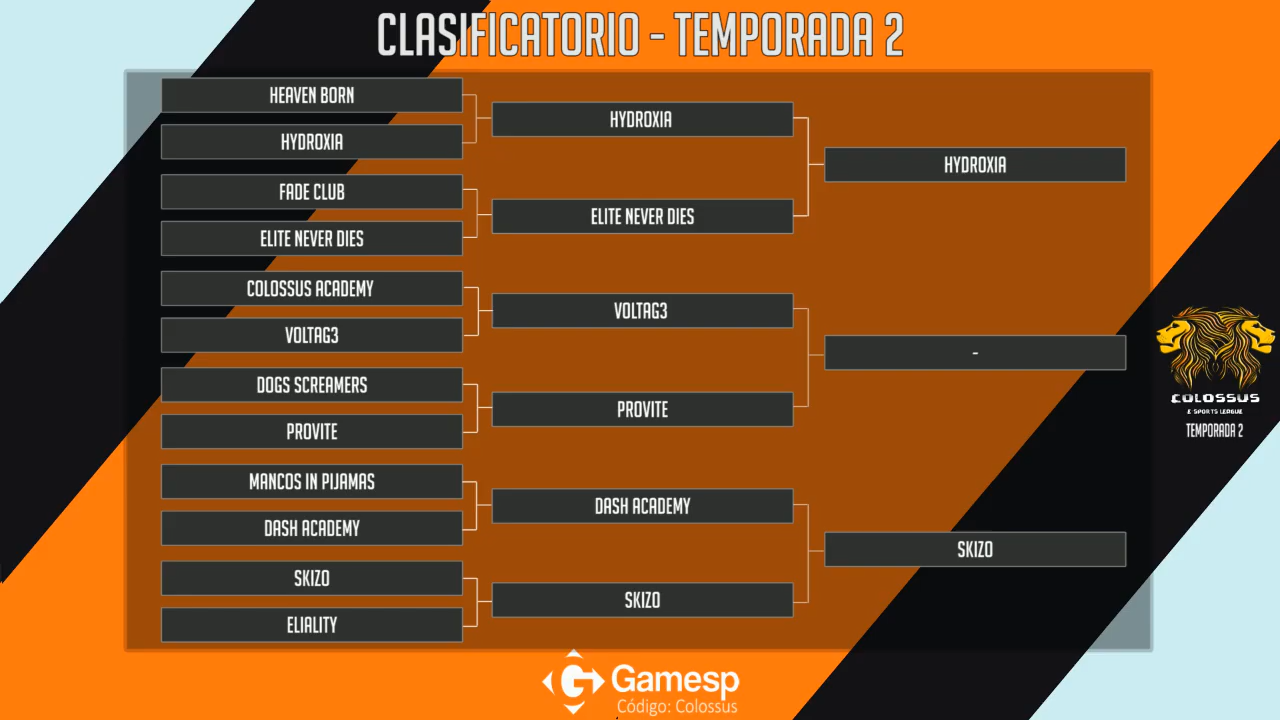 CLASIFICATORIO - TEMPORADA 2
HEAVEN BORN
HYDROXIA
FADE CLUB
ELITE NEVER DIES
COLOSSUS ACADEMY
VOLTAG3
DOGS SCREAMERS
PROVITE
MANCOS IN PIJAMAS
DASH ACADEMY
SKIZO
ELIALITY
HYDROXIA
ELITE NEVER DIES
VOLTAG3
PROVITE
DASH ACADEMY
SKIZO
HYDROXIA
-
SKIZO
COLOSSUS
E SPORTS LEAGUE
TEMPORADA 2
G Gamesp
Código: Colossus